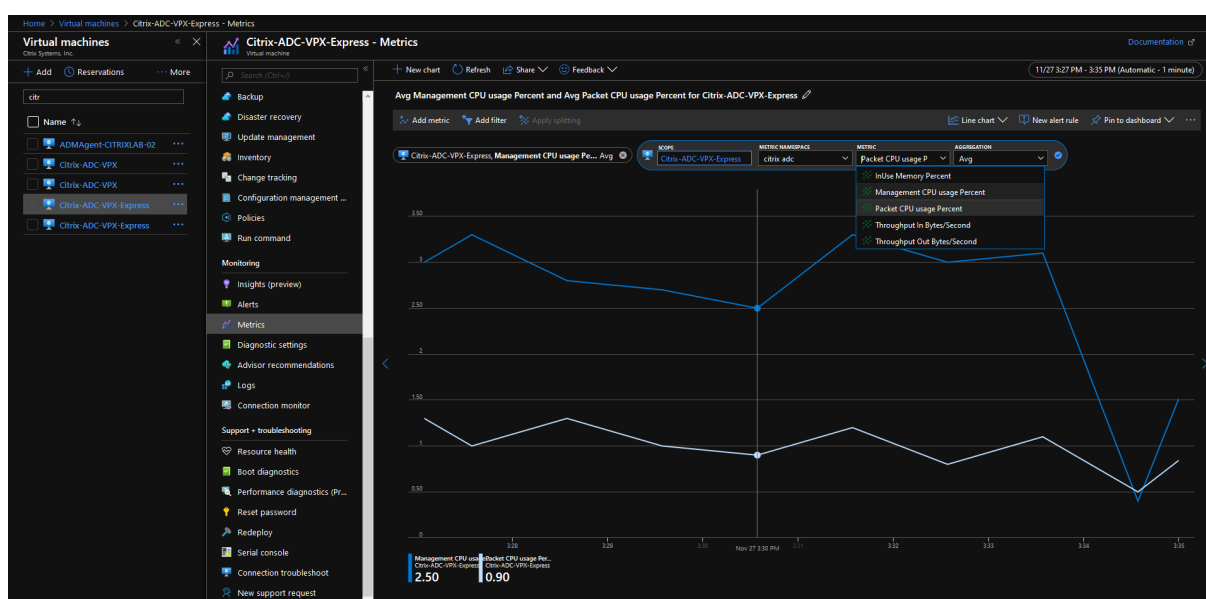 Home > Virtual machines > Citrix-ADC-VPX-Express - Metrics
Virtual machines
Citrix Systems, Inc.
Add Reservations More
citr
Name
ADMAgent-CITRIXLAB-02
Citrix-ADC-VPX
Citrix-ADC-VPX
Citrix-ADC-VPX-Express
Citrix-ADC-VPX-Express
Citrix-ADC-VPX-Express - Metrics
Virtual machine
Documentation
Search (Ctrl+/)
Backup
Disaster recovery
Update management
Inventory
Change tracking
Configuration management ...
Policies
Run command
Monitoring
Insights (preview)
Alerts
Metrics
Diagnostic settings
Advisor recommendations
Logs
Connection monitor
Support + troubleshooting
Resource health
Boot diagnostics
Performance diagnostics (Pr...
Reset password
Redeploy
Serial console
Connection troubleshoot
New support request
New chart Refresh Share Feedback
11/27 3:27 PM - 3:35 PM (Automatic - 1 minute)
Avg Management CPU usage Percent and Avg Packet CPU usage Percent for Citrix-ADC-VPX-Express
Add metric Add filter Apply splitting
Line chart New alert rule Pin to dashboard ...
Citrix-ADC-VPX-Express, Management CPU usage Pe... Avg
SCOPE METRIC NAMESPACE METRIC AGGREGATION
Citrix-ADC-VPX-Express citrix adc Packet CPU usage P Avg
InUse Memory Percent
Management CPU usage Percent
Packet CPU usage Percent
Throughput In Bytes/Second
Throughput Out Bytes/Second
3.50
3
2.50
2
1.50
1
0.50
0
3:28 3:29 3:30 Nov 27 3:30 PM 3:31 3:32 3:33 3:34 3:35
Management CPU usage Packet CPU usage Per...
Citrix-ADC-VPX-Express Citrix-ADC-VPX-Express
2.50 0.90